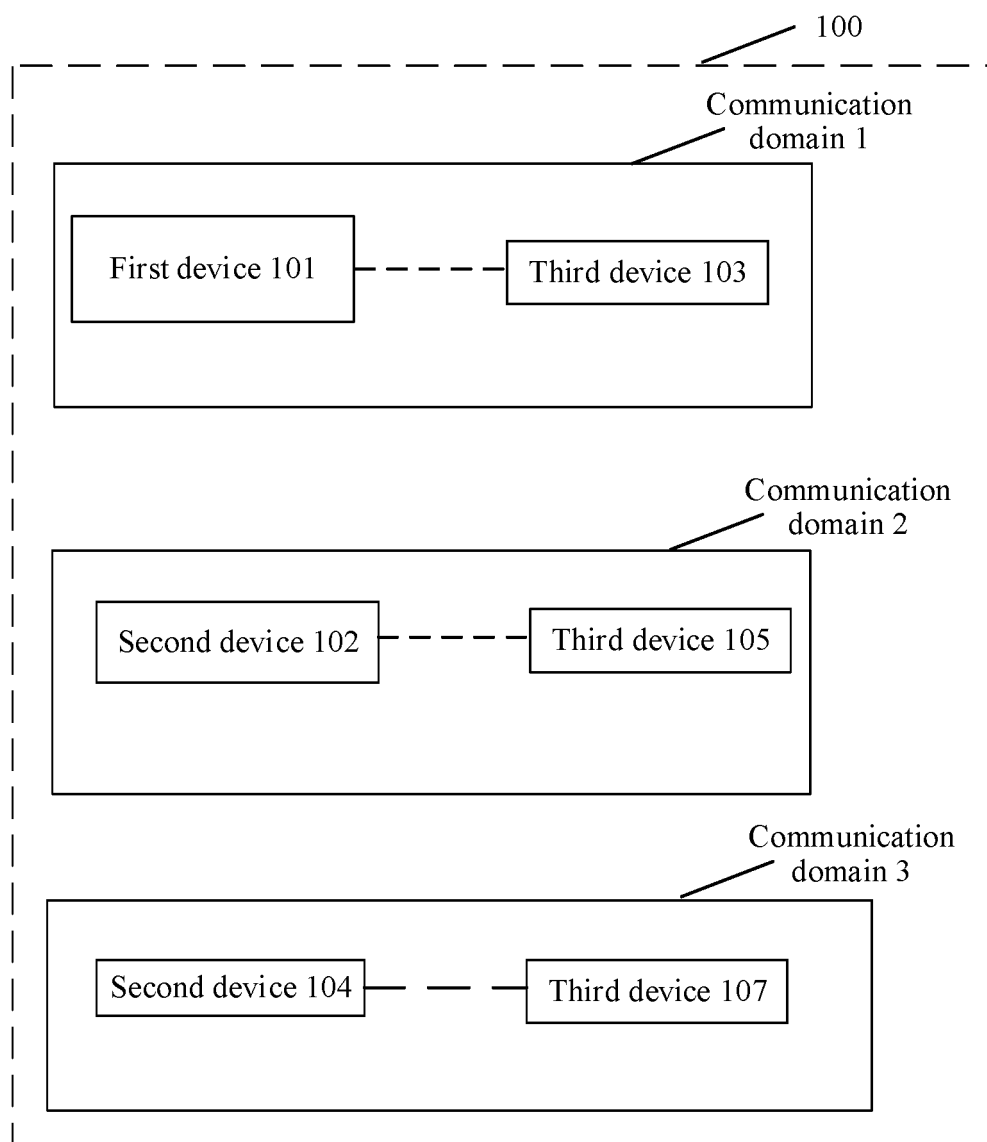 100
Communication
domain 1
First device 101
Third device 103
Communication
domain 2
Second device 102
Third device 105
Communication
domain 3
Second device 104
Third device 107